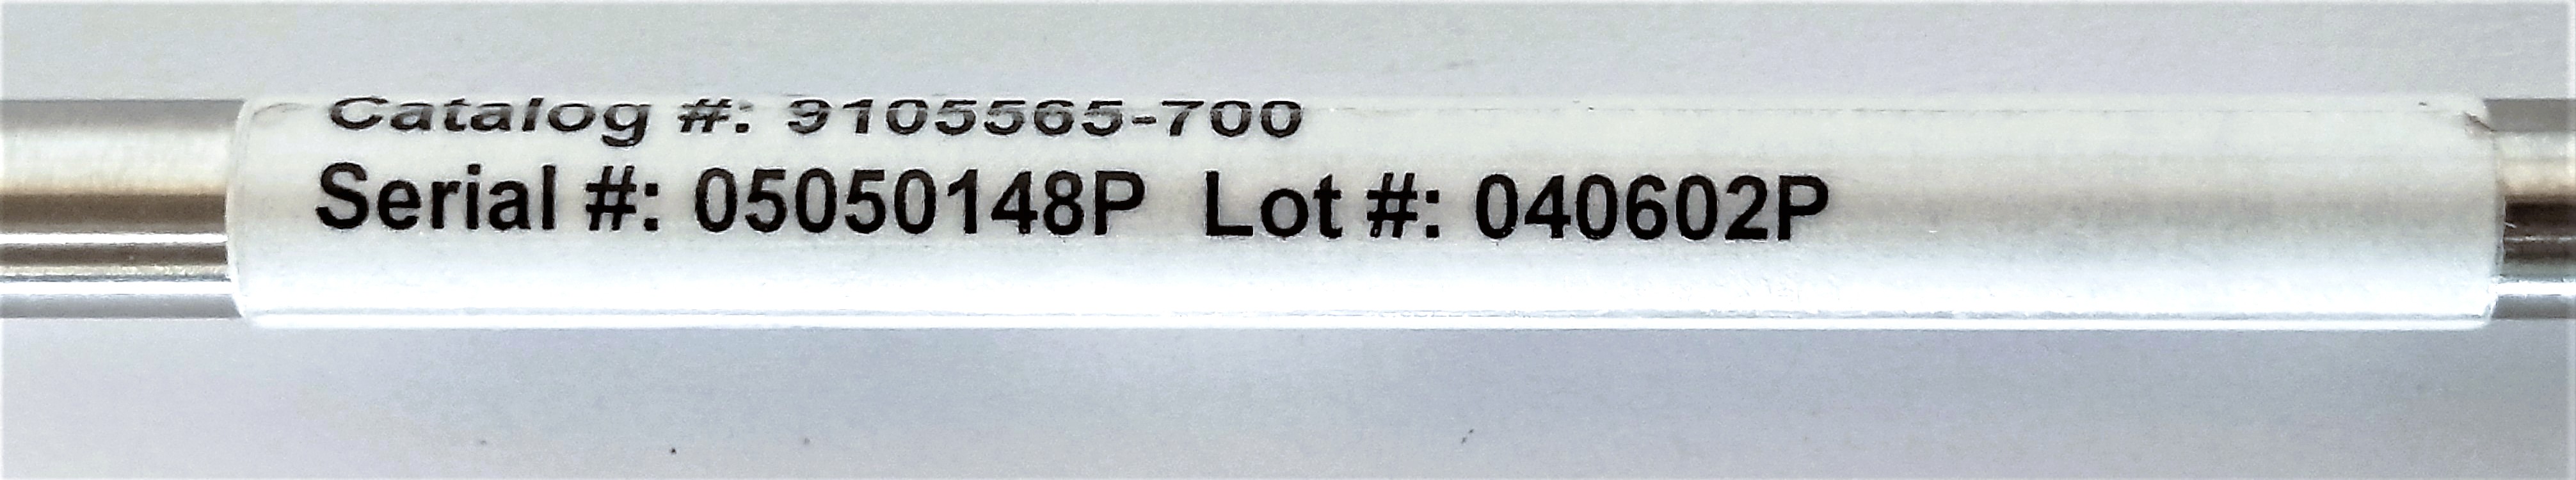 Catalog #: 9105565-700
Serial #: 05050148P Lot #: 040602P